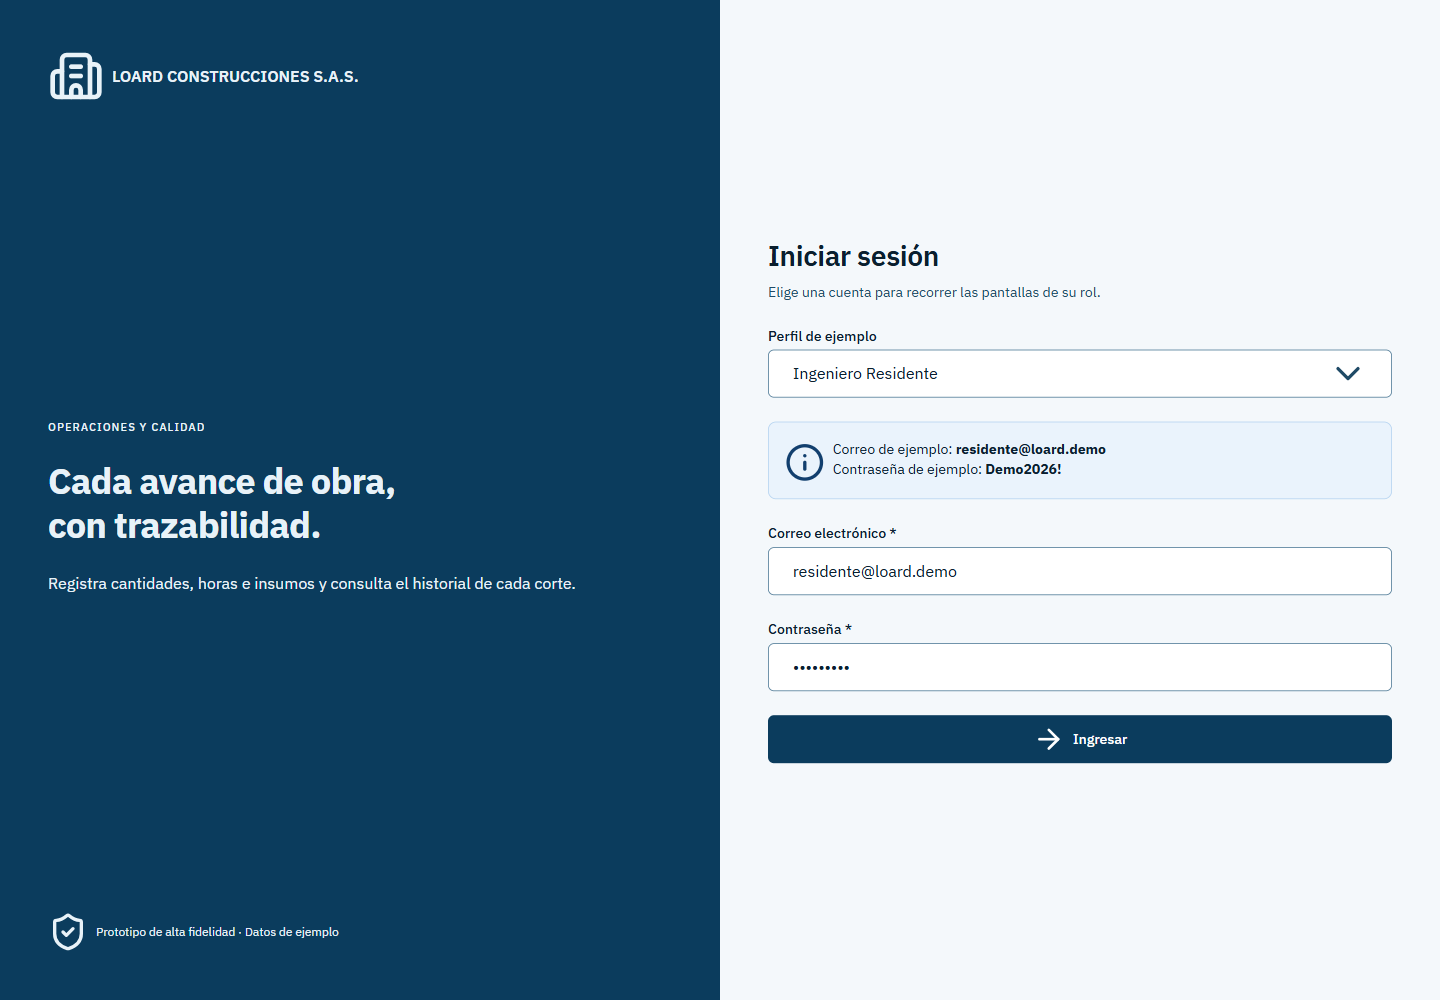 LOARD CONSTRUCCIONES S.A.S.
OPERACIONES Y CALIDAD
Cada avance de obra,
con trazabilidad.
Registra cantidades, horas e insumos y consulta el historial de cada corte.
Prototipo de alta fidelidad · Datos de ejemplo
Iniciar sesión
Elige una cuenta para recorrer las pantallas de su rol.
Perfil de ejemplo
Ingeniero Residente
Correo de ejemplo: residente@loard.demo
Contraseña de ejemplo: Demo2026!
Correo electrónico *
residente@loard.demo
Contraseña *
•••••••••
Ingresar